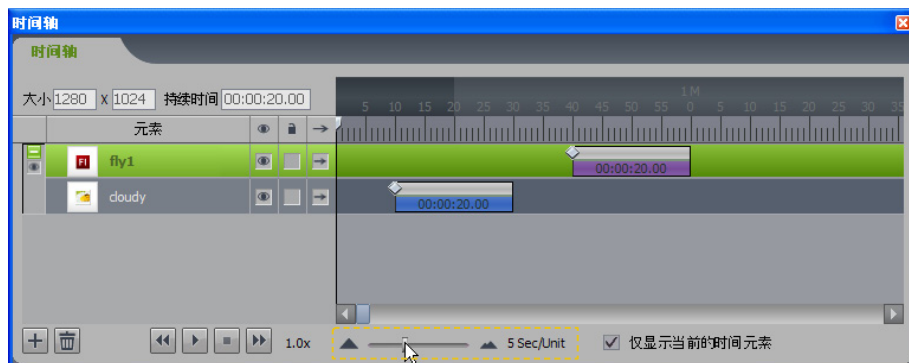 时间轴
时间轴
大小 1280 x 1024 持续时间 00:00:20.00
1 M
5 10 15 20 25 30 35 40 45 50 55 0 5 10 15 20 25 30 35
元素
fly1
00:00:20.00
cloudy
00:00:20.00
1.0x
5 Sec/Unit
仅显示当前的时间元素